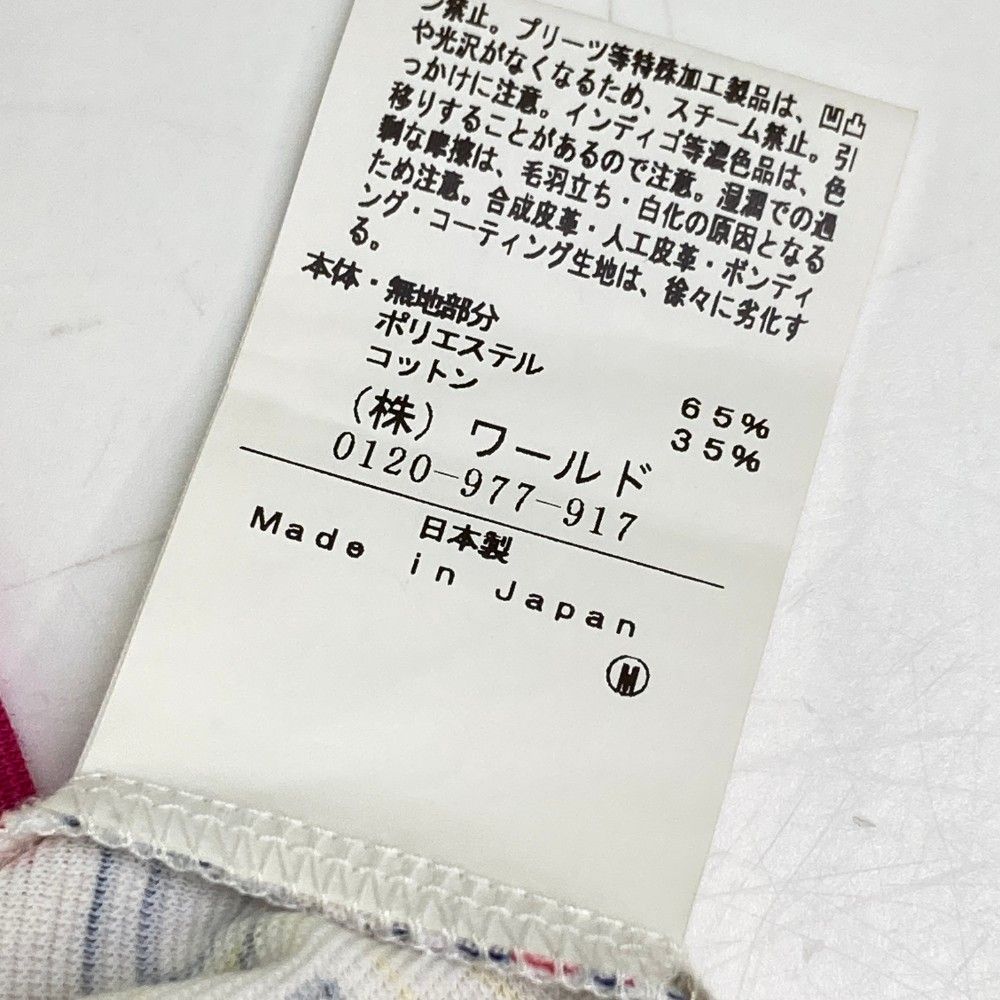 ン禁止。プリーツ等特殊加工製品は、凹凸
や光沢がなくなるため、スチーム禁止。引
っかけに注意。インディゴ等濃色品は、色
移りすることがあるので注意。湿潤での過
剰な摩擦は、毛羽立ち・白化の原因となる
ため注意。合成皮革・人工皮革・ボンディ
ング・コーティング生地は、徐々に劣化す
る。
本体・無地部分
ポリエステル 65%
コットン 35%
(株)ワールド
0120-977-917
日本製
Made in Japan
M